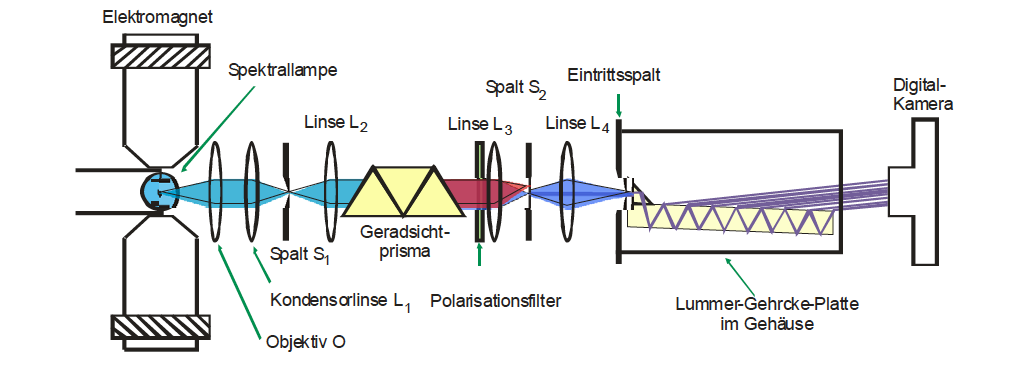 Elektromagnet
Spektrallampe
Linse L2
Linse L3
Spalt S2
Linse L4
Eintrittsspalt
Digital-
Kamera
Geradsicht-
prisma
Spalt S1
Kondensorlinse L1
Objektiv O
Polarisationsfilter
Lummer-Gehrcke-Platte
im Gehäuse